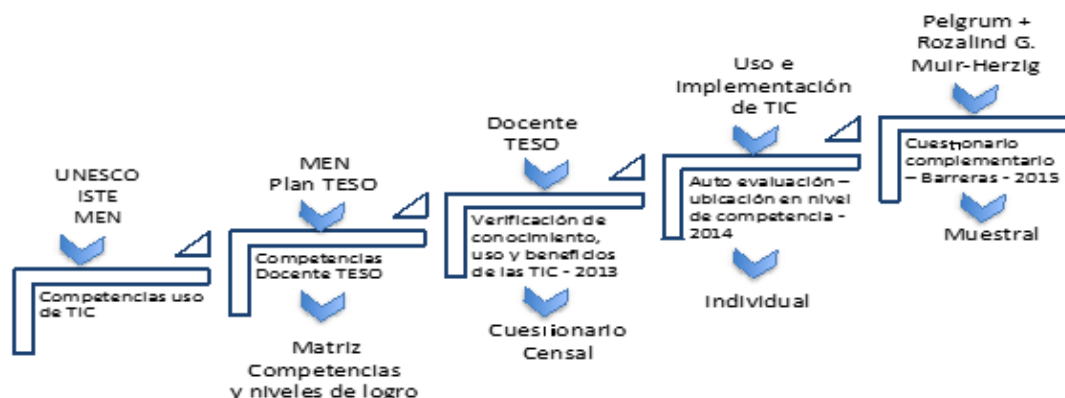 UNESCO
ISTE
MEN
Competencias uso
de TIC
MEN
Plan TESO
Competencias
Docente TESO
Matriz
Competencias
y niveles de logro
Docente
TESO
Verificación de
conocimiento,
uso y beneficios
de las TIC - 2013
Cuestionario
Censal
Uso e
Implementación
de TIC
Auto evaluación –
ubicación en nivel
de competencia -
2014
Individual
Pelgrum +
Rozalind G.
Muir-Herzig
Cuestionario
complementario
– Barreras - 2015
Muestral